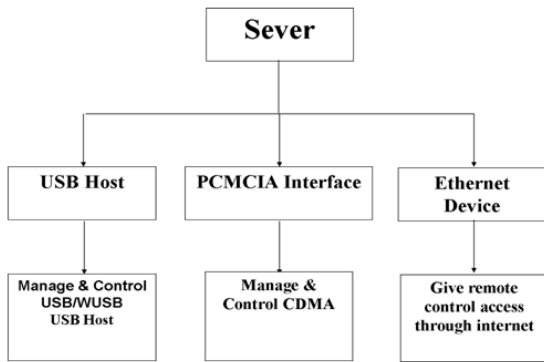 Sever
USB Host
PCMCIA Interface
Ethernet
Device
Manage & Control
USB/WUSB
USB Host
Manage &
Control CDMA
Give remote
control access
through internet